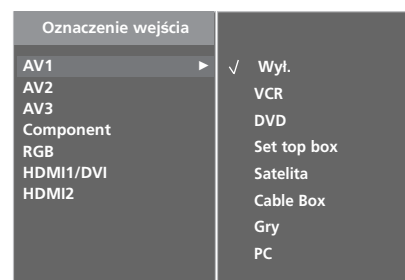 Oznaczenie wejścia
AV1 ►
AV2
AV3
Component
RGB
HDMI1/DVI
HDMI2
√ Wył.
VCR
DVD
Set top box
Satelita
Cable Box
Gry
PC